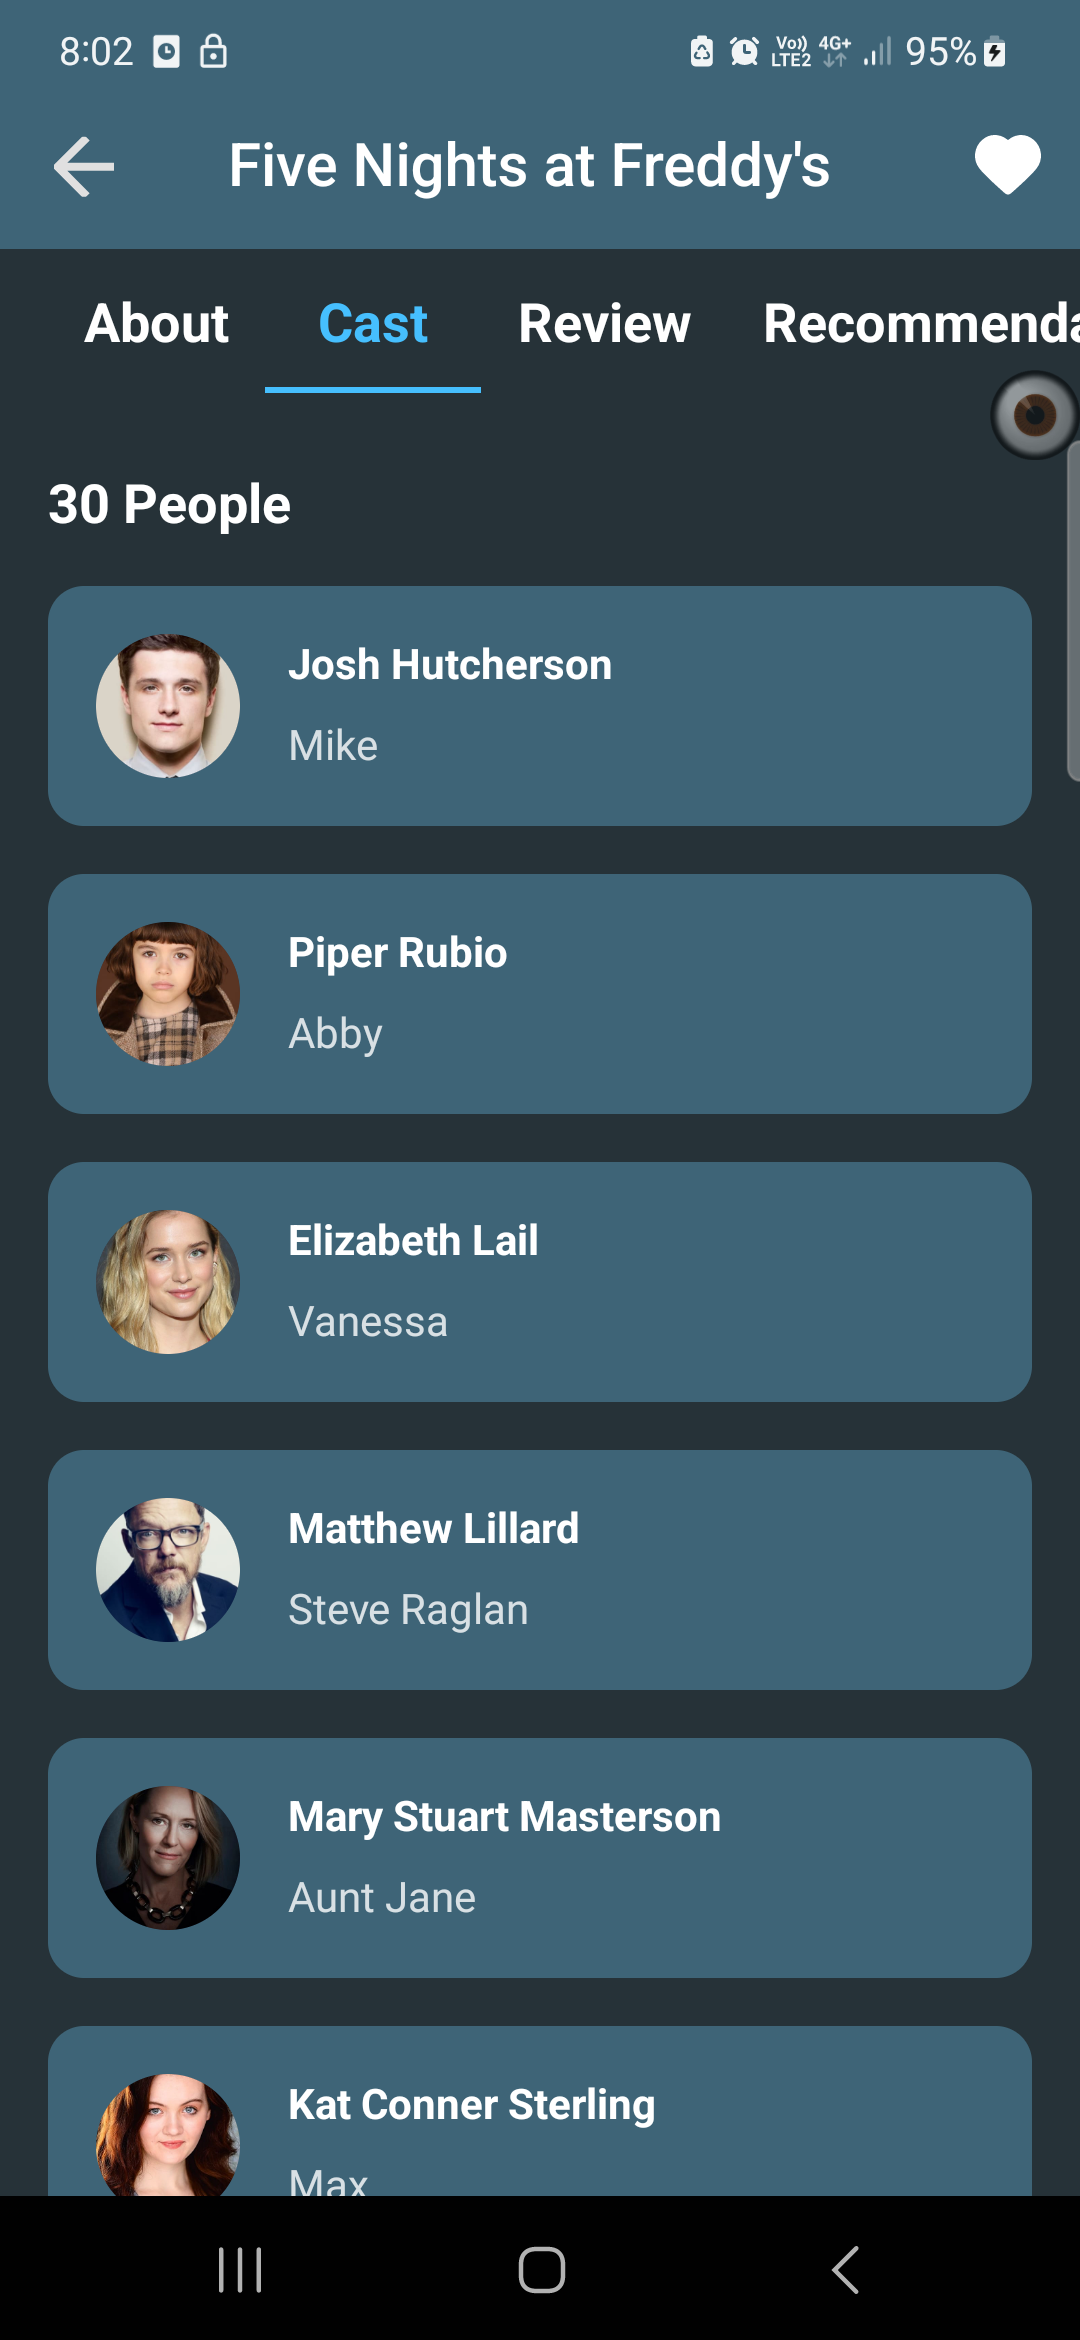 8:02
Vo)) LTE2 4G+ 95%
Five Nights at Freddy's
About Cast Review Recommenda
30 People
Josh Hutcherson
Mike
Piper Rubio
Abby
Elizabeth Lail
Vanessa
Matthew Lillard
Steve Raglan
Mary Stuart Masterson
Aunt Jane
Kat Conner Sterling
Max